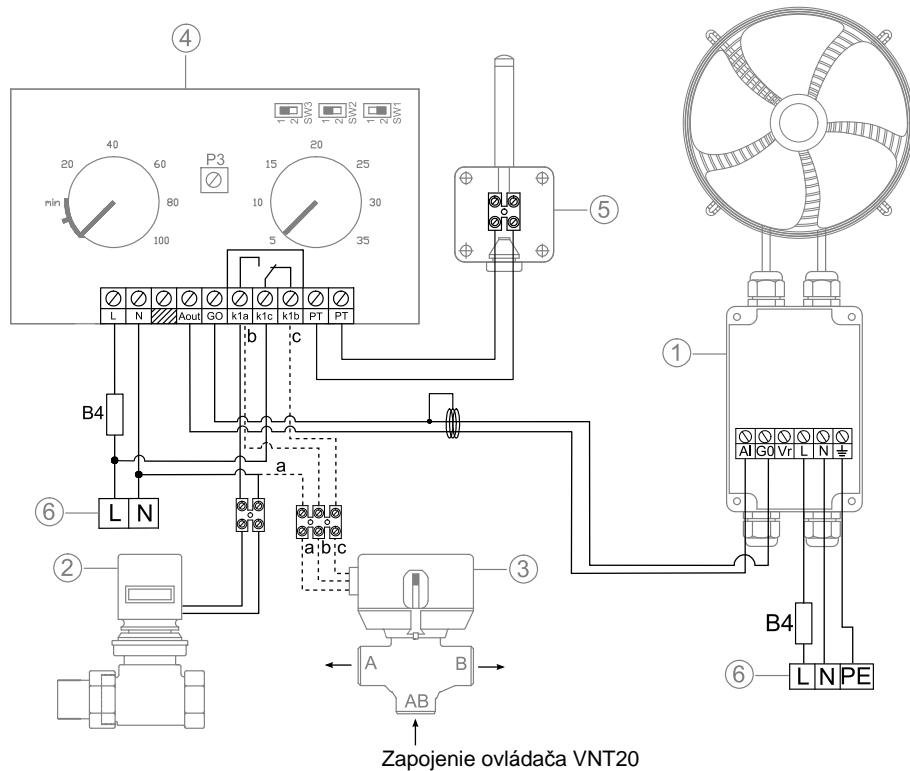 4
SW3
SW2
SW1
1 2
1 2
1 2
P3
min
20
40
60
80
100
5
10
15
20
25
30
35
L N Aout GO k1a k1c k1b PT PT
b
c
5
1
B4
a
6
L N
a b c
2
3
A
B
AB
AI G0 Vr L N
B4
6
L N PE
Zapojenie ovládača VNT20